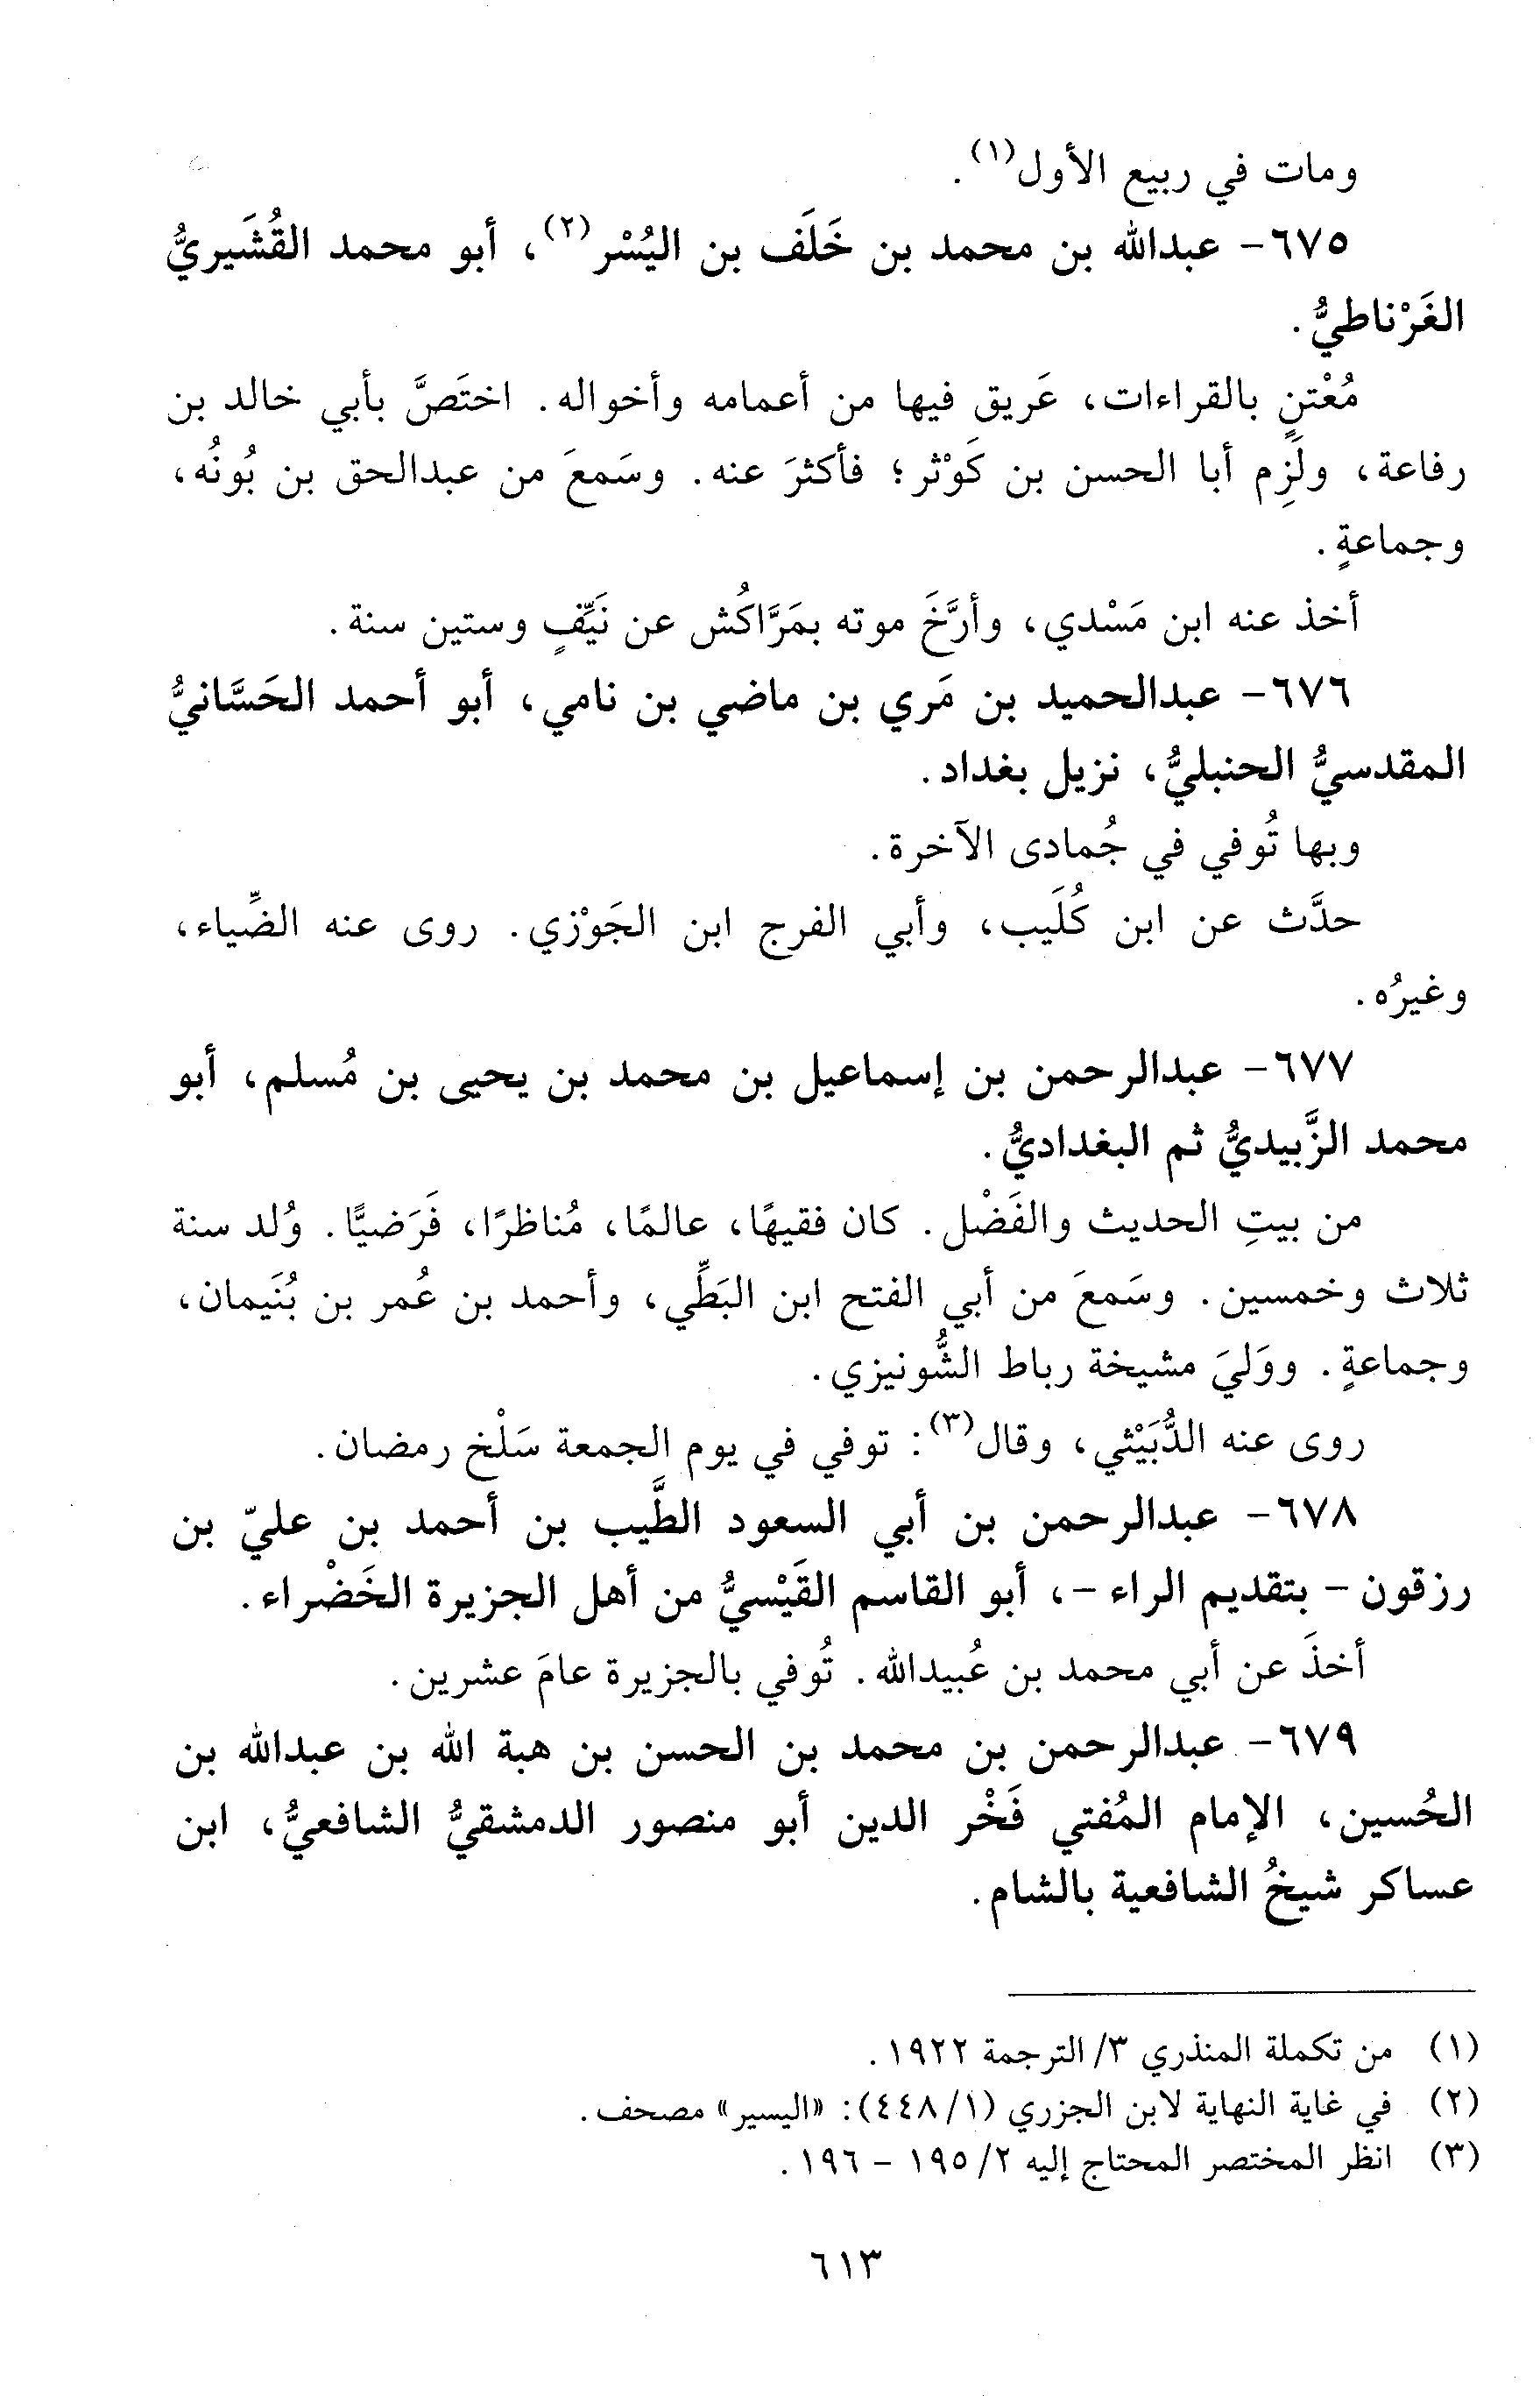 ومات في ربيع الأول(١).
٦٧٥- عبدالله بن محمد بن خَلَف بن اليُسْر(٢)، أبو محمد القُشَيريُّ
الغَرْناطيُّ.
مُعْتنٍ بالقراءات، عَريق فيها من أعمامه وأخواله. اختَصَّ بأبي خالد بن
رفاعة، ولَزِم أبا الحسن بن كَوْثر؛ فأكثرَ عنه. وسَمعَ من عبدالحق بن بُونُه،
وجماعةٍ.
أخذ عنه ابن مَسْدي، وأرَّخَ موته بمَرَّاكُش عن نَيِّفٍ وستين سنة.
٦٧٦- عبدالحميد بن مَري بن ماضي بن نامي، أبو أحمد الحَسَّانيُّ
المقدسيُّ الحنبليُّ، نزيل بغداد.
وبها تُوفي في جُمادى الآخرة.
حدَّث عن ابن كُلَيب، وأبي الفرج ابن الجَوْزي. روى عنه الضِّياء،
وغيرُه.
٦٧٧- عبدالرحمن بن إسماعيل بن محمد بن يحيى بن مُسلم، أبو
محمد الزَّبيديُّ ثم البغداديُّ.
من بيتِ الحديث والفَضْل. كان فقيهًا، عالمًا، مُناظرًا، فَرَضيًّا. وُلد سنة
ثلاث وخمسين. وسَمعَ من أبي الفتح ابن البَطِّي، وأحمد بن عُمر بن بُنَيمان،
وجماعةٍ. ووَليَ مشيخة رباط الشُّونيزي.
روى عنه الدُّبَيْثي، وقال(٣): توفي في يوم الجمعة سَلْخ رمضان.
٦٧٨- عبدالرحمن بن أبي السعود الطَّيب بن أحمد بن عليّ بن
رزقون - بتقديم الراء -، أبو القاسم القَيْسيُّ من أهل الجزيرة الخَضْراء.
أخذَ عن أبي محمد بن عُبيدالله. تُوفي بالجزيرة عامَ عشرين.
٦٧٩- عبدالرحمن بن محمد بن الحسن بن هبة الله بن عبدالله بن
الحُسين، الإمام المُفتي فَخْر الدين أبو منصور الدمشقيُّ الشافعيُّ، ابن
عساكر شيخُ الشافعية بالشام.
(١) من تكملة المنذري ٣/ الترجمة ١٩٢٢.
(٢) في غاية النهاية لابن الجزري (١/ ٤٤٨): «اليسير» مصحف.
(٣) انظر المختصر المحتاج إليه ٢/ ١٩٥ - ١٩٦.
٦١٣